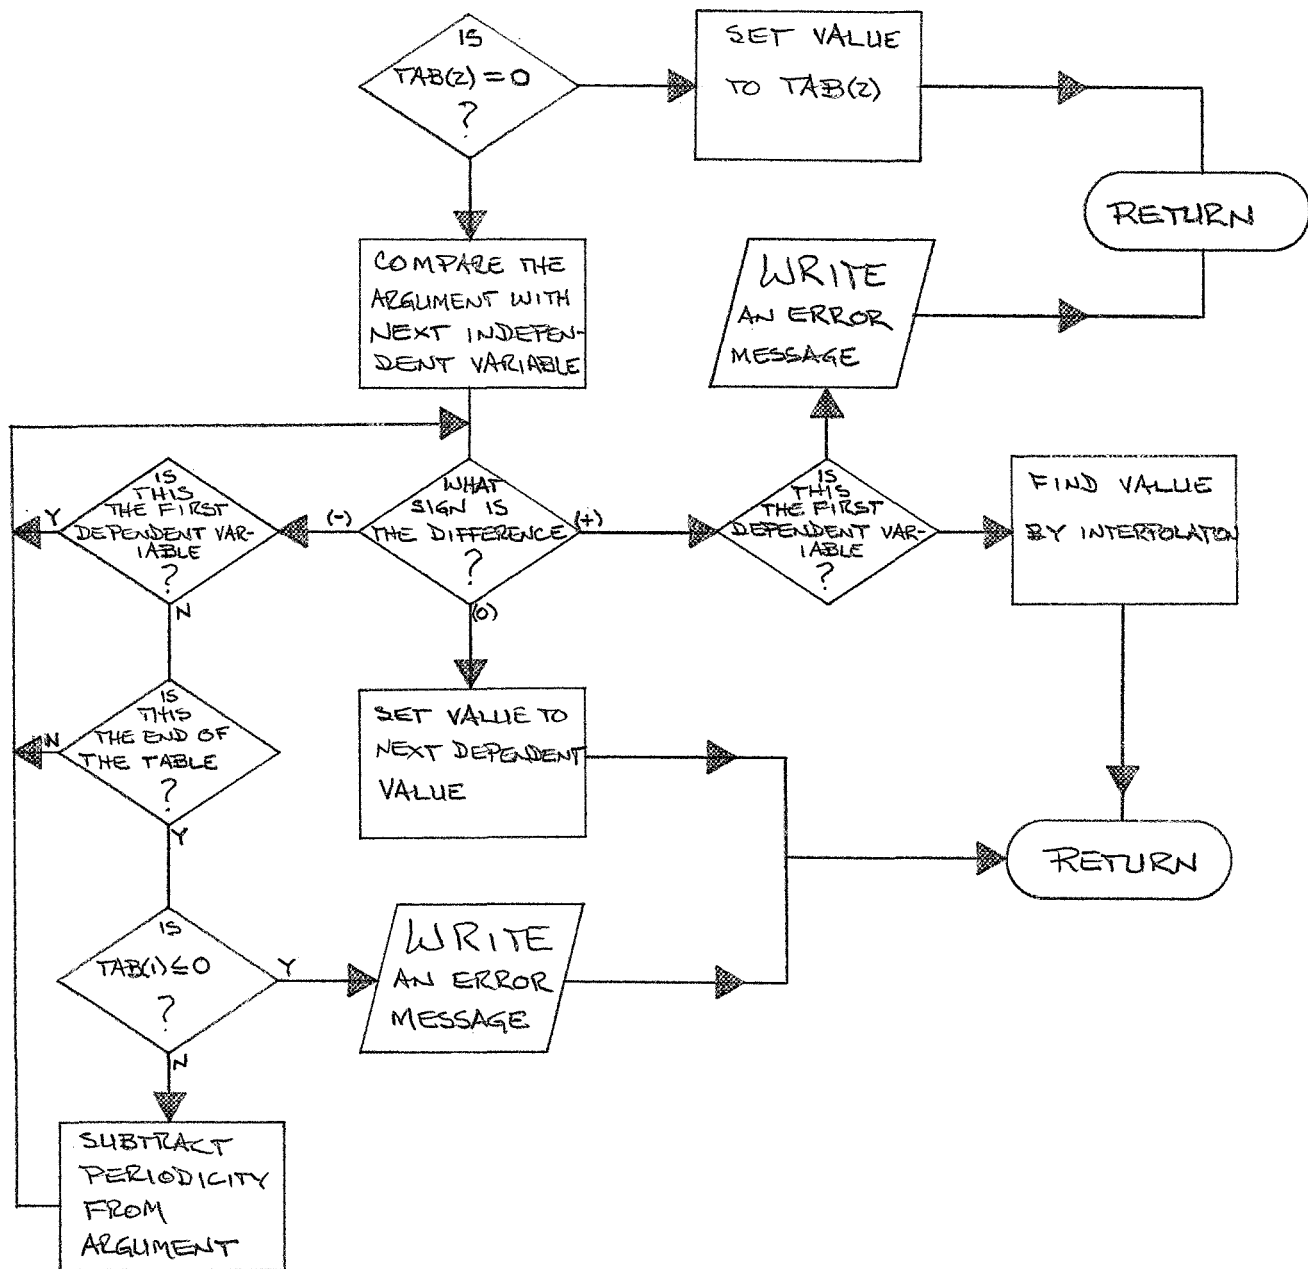 IS
TAB(2) = 0
?
SET VALUE
TO TAB(2)
RETURN
COMPARE THE
ARGUMENT WITH
NEXT INDEPEN-
DENT VARIABLE
WRITE
AN ERROR
MESSAGE
IS
THIS
THE FIRST
DEPENDENT VAR-
IABLE
?
Y
N
(-)
WHAT
SIGN IS
THE DIFFERENCE
?
(+)
(0)
IS
THIS
THE FIRST
DEPENDENT VAR-
IABLE
?
FIND VALUE
BY INTERPOLATON
IS
THIS
THE END OF
THE TABLE
?
N
Y
SET VALUE TO
NEXT DEPENDENT
VALUE
RETURN
IS
TAB(1) ≤ 0
?
Y
N
WRITE
AN ERROR
MESSAGE
SUBTRACT
PERIODICITY
FROM
ARGUMENT